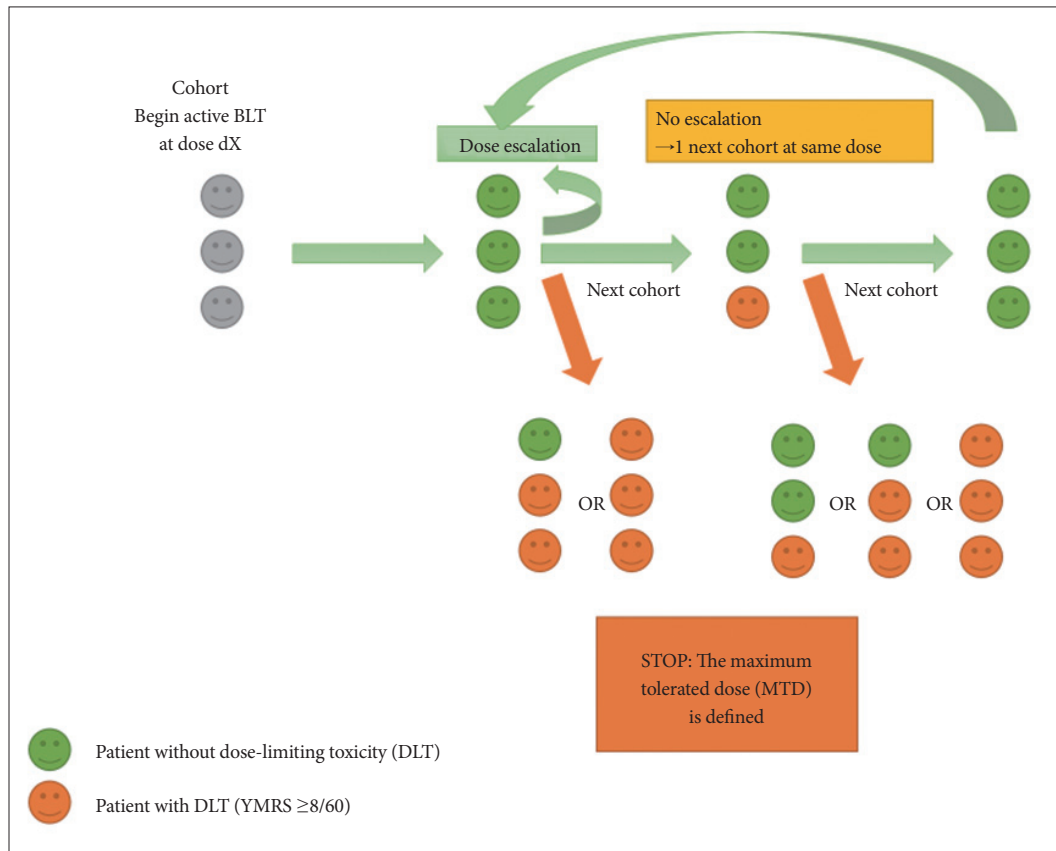 Cohort
Begin active BLT
at dose dX
Dose escalation
No escalation
→1 next cohort at same dose
Next cohort
Next cohort
OR
OR
OR
STOP: The maximum
tolerated dose (MTD)
is defined
Patient without dose-limiting toxicity (DLT)
Patient with DLT (YMRS ≥8/60)